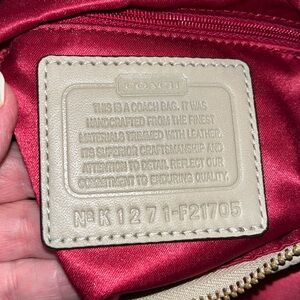 COACH
THIS IS A COACH BAG. IT WAS
HANDCRAFTED FROM THE FINEST
MATERIALS TRIMMED WITH LEATHER.
ITS SUPERIOR CRAFTSMANSHIP AND
ATTENTION TO DETAIL REFLECT OUR
COMMITMENT TO ENDURING QUALITY.
Nº K1271-F21705